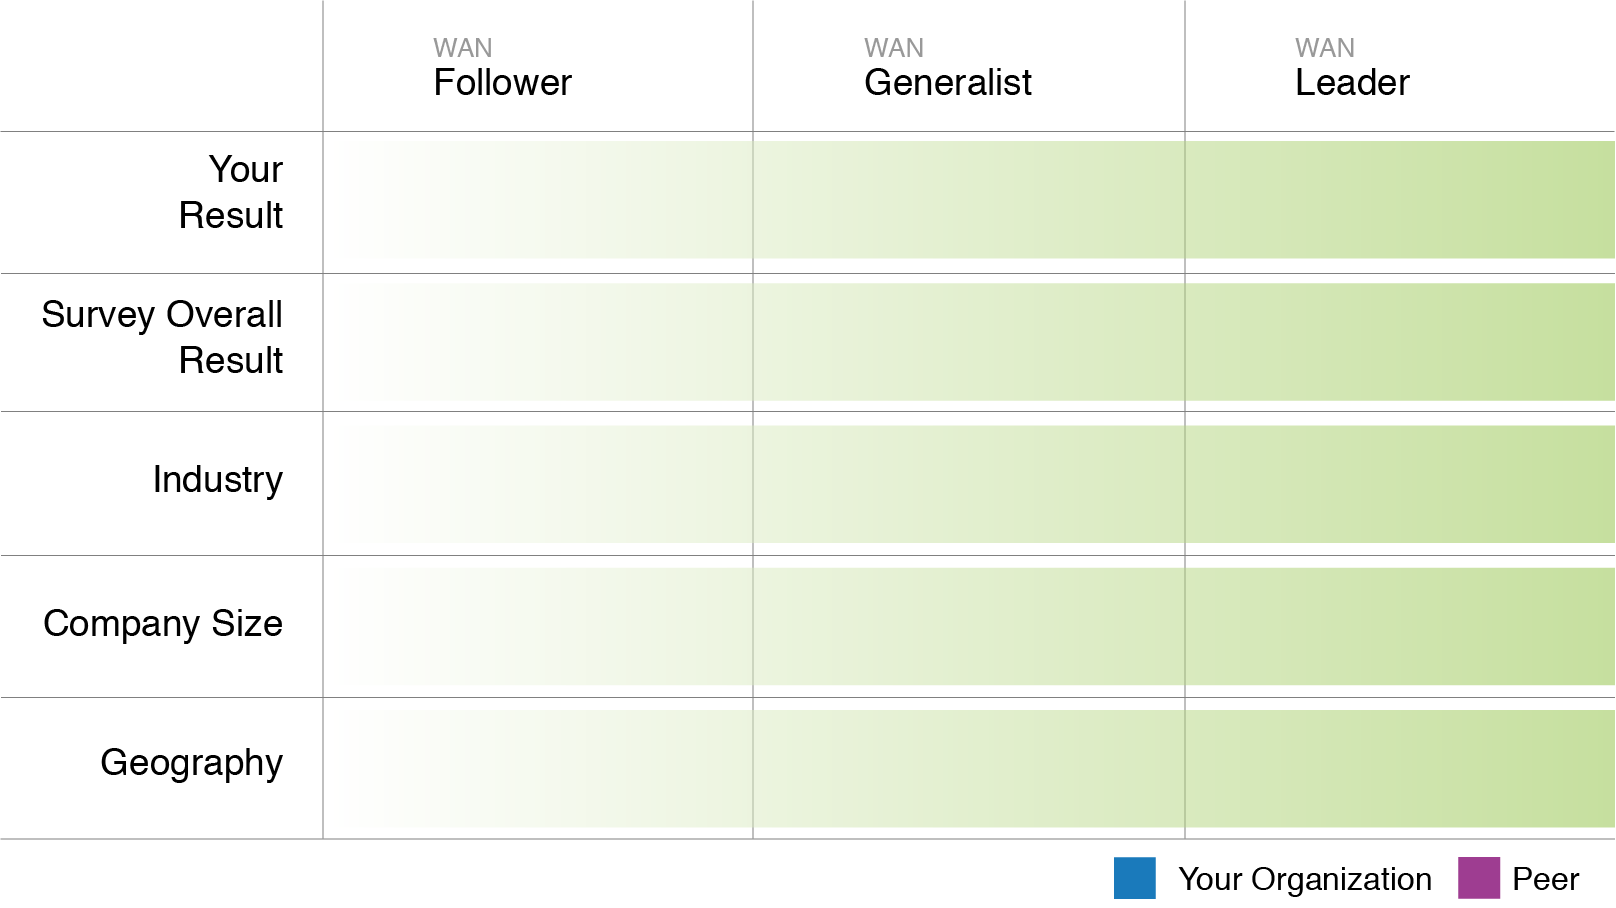 WAN
Follower
WAN
Generalist
WAN
Leader
Your
Result
Survey Overall
Result
Industry
Company Size
Geography
Your Organization
Peer